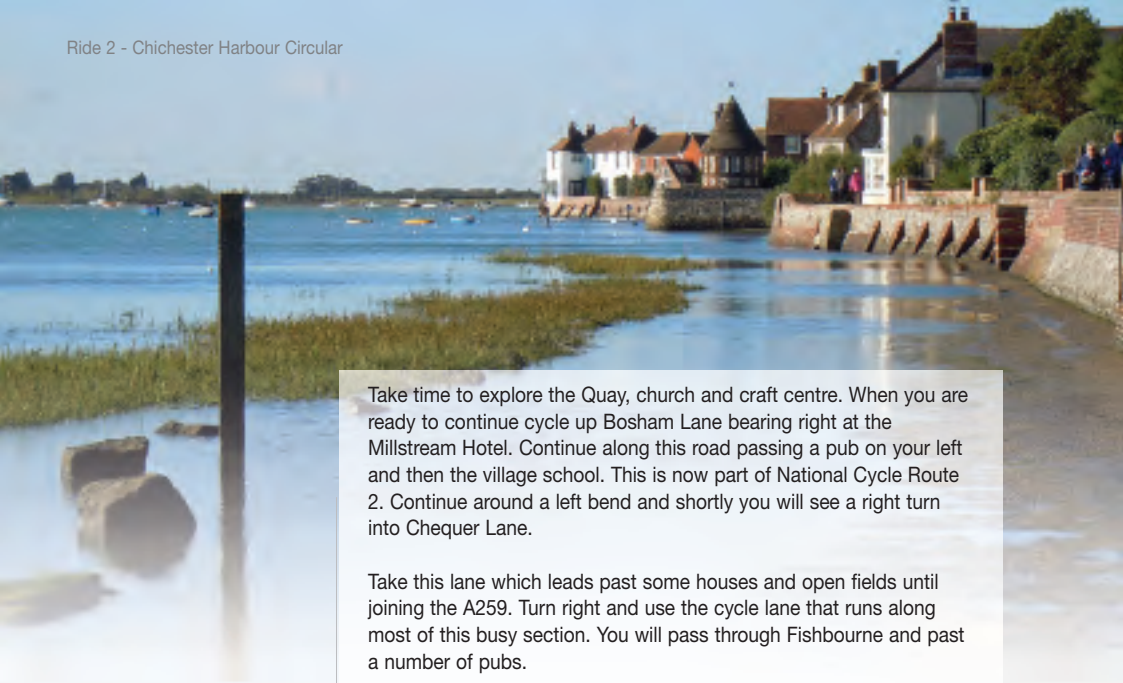 Ride 2 - Chichester Harbour Circular
Take time to explore the Quay, church and craft centre. When you are
ready to continue cycle up Bosham Lane bearing right at the
Millstream Hotel. Continue along this road passing a pub on your left
and then the village school. This is now part of National Cycle Route
2. Continue around a left bend and shortly you will see a right turn
into Chequer Lane.
Take this lane which leads past some houses and open fields until
joining the A259. Turn right and use the cycle lane that runs along
most of this busy section. You will pass through Fishbourne and past
a number of pubs.